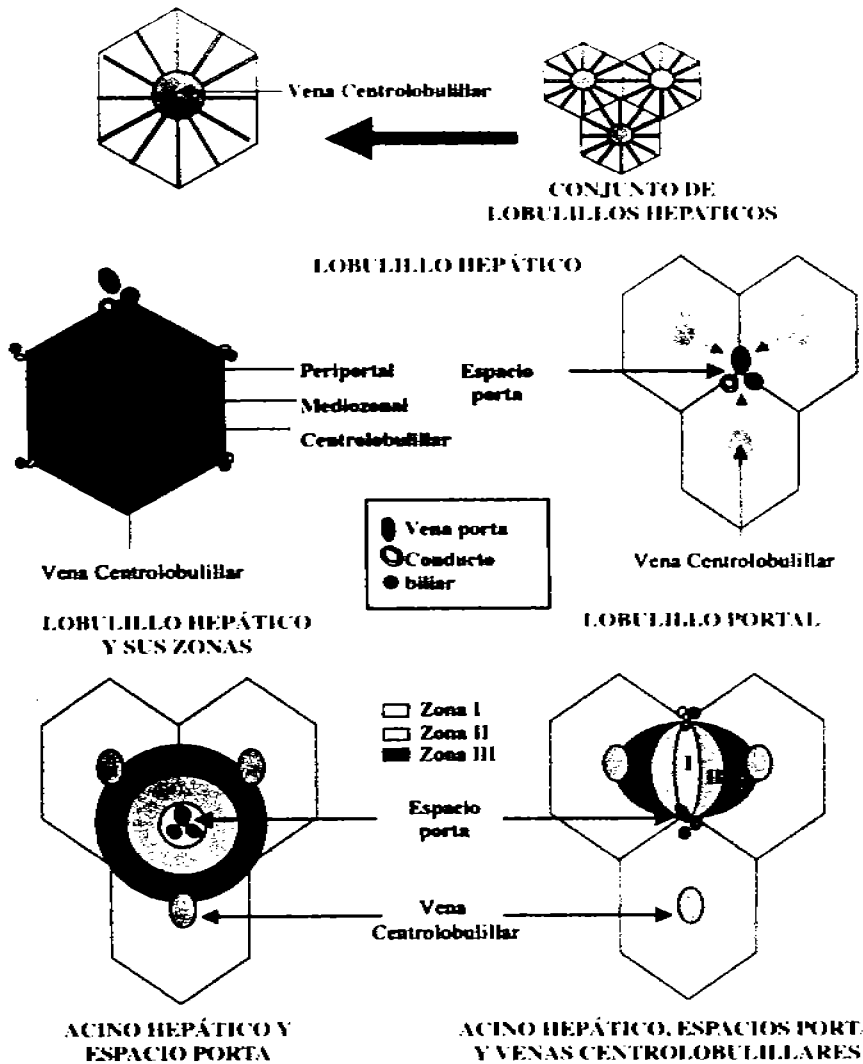 Vena Centrolobulillar
CONJUNTO DE
LOBULILLOS HEPÁTICOS
LOBULILLO HEPÁTICO
Periportal
Mediozonal
Centrolobulillar
Espacio
porta
Vena porta
Conducto
biliar
Vena Centrolobulillar
Vena Centrolobulillar
LOBULILLO HEPÁTICO
Y SUS ZONAS
LOBULILLO PORTAL
Zona I
Zona II
Zona III
I
II
Espacio
porta
Vena
Centrolobulillar
ACINO HEPÁTICO Y
ESPACIO PORTA
ACINO HEPÁTICO, ESPACIOS PORTA
Y VENAS CENTROLOBULILLARES